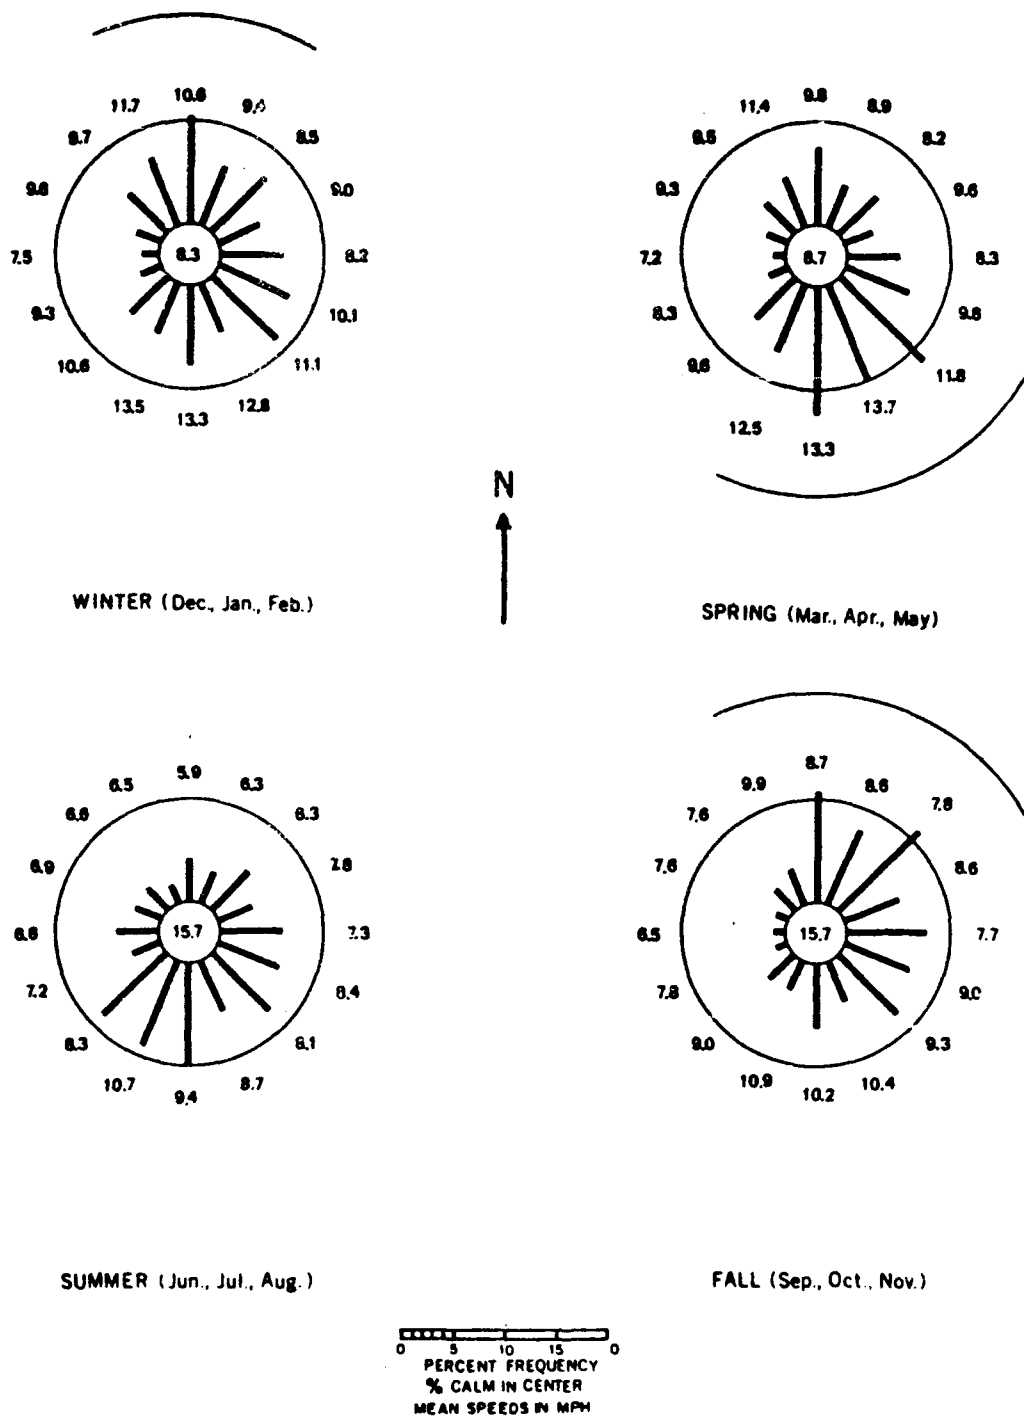 10.6
11.7
8.5
9.0
7.5 8.3 8.2
9.3 10.1
10.6 11.1
13.5 12.8
13.3
9.8
11.4 8.9
8.2
9.3 9.6
7.2 8.7 8.3
8.3
9.6 11.8
12.5 13.7
13.3
N
WINTER (Dec., Jan., Feb.)
SPRING (Mar., Apr., May)
5.9
6.5 6.3
6.6 6.3
6.9 7.8
6.6 15.7 7.3
7.2 8.4
8.3 8.1
10.7 8.7
9.4
8.7
9.9 8.6
7.6 7.8
7.6 8.6
6.5 15.7 7.7
7.8 9.0
9.0 9.3
10.9 10.4
10.2
SUMMER (Jun., Jul., Aug.)
FALL (Sep., Oct., Nov.)
0 5 10 15 0
PERCENT FREQUENCY
% CALM IN CENTER
MEAN SPEEDS IN MPH